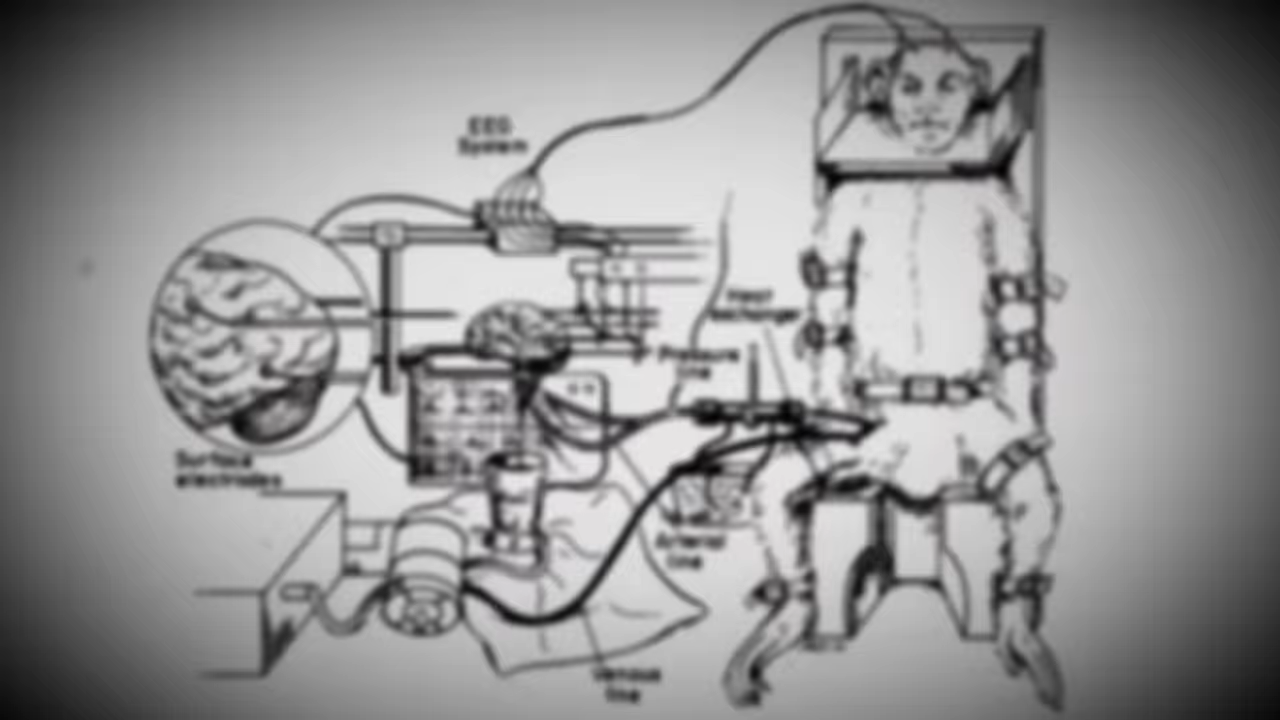 EEG
System
Heat
exchanger
Pressure
line
Surface
electrodes
Arterial
line
Venous
line